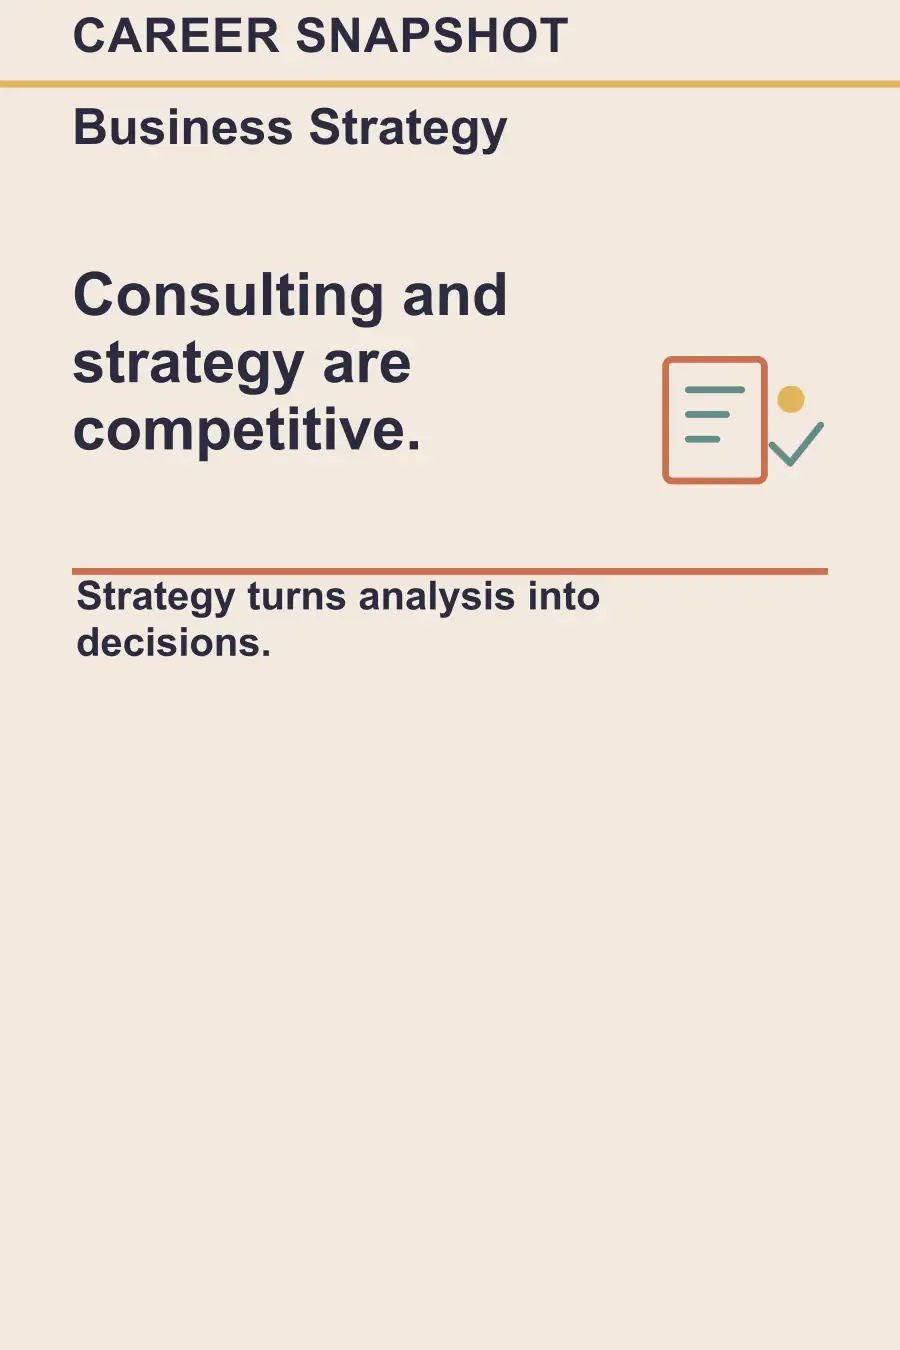 CAREER SNAPSHOT
Business Strategy
Consulting and
strategy are
competitive.
Strategy turns analysis into
decisions.